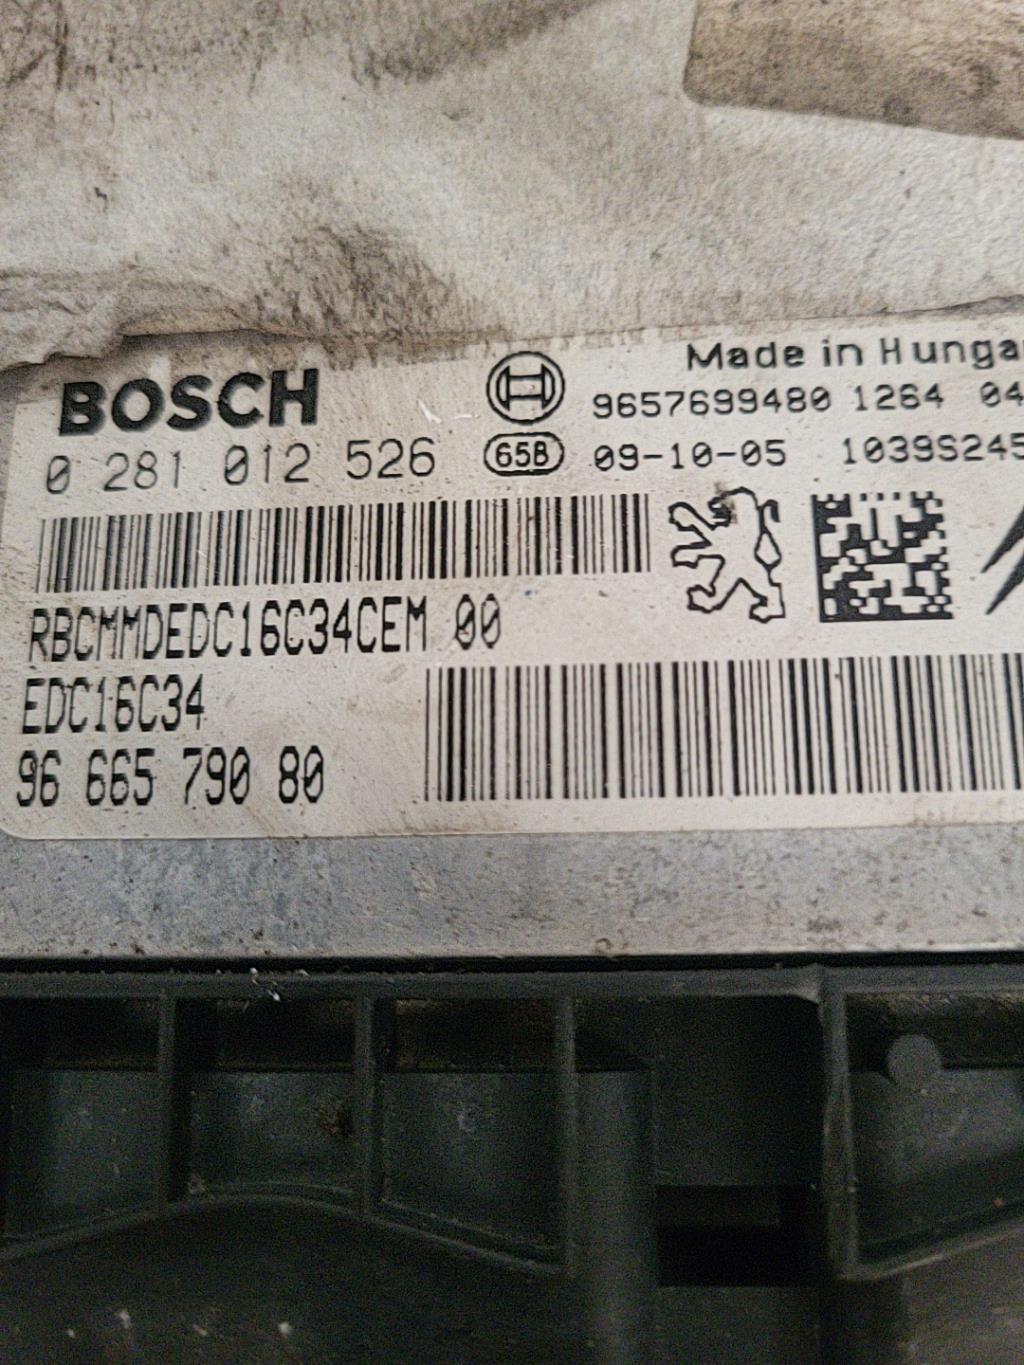 Made in Hunga
BOSCH
9657699480 1264 04
0 281 012 526
65B
09-10-05 1039S245
RBCMMDEDC16C34CEM 00
EDC16C34
96 665 790 80